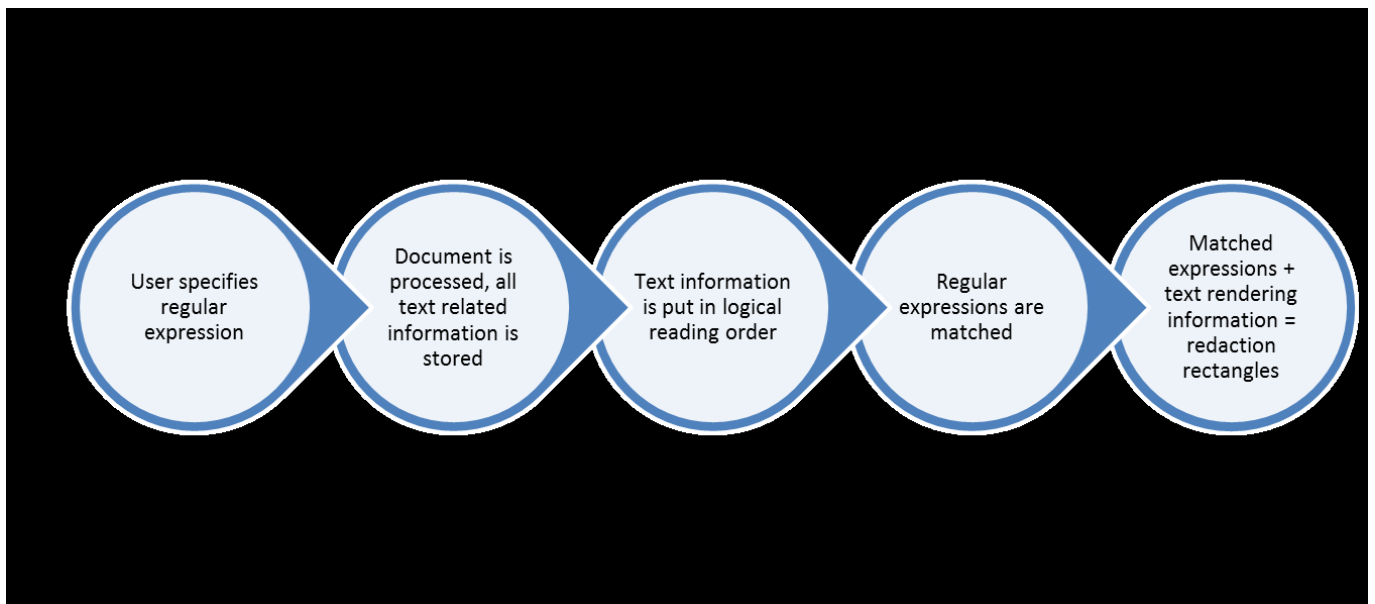 User specifies
regular
expression
Document is
processed, all
text related
information is
stored
Text information
is put in logical
reading order
Regular
expressions are
matched
Matched
expressions +
text rendering
information =
redaction
rectangles